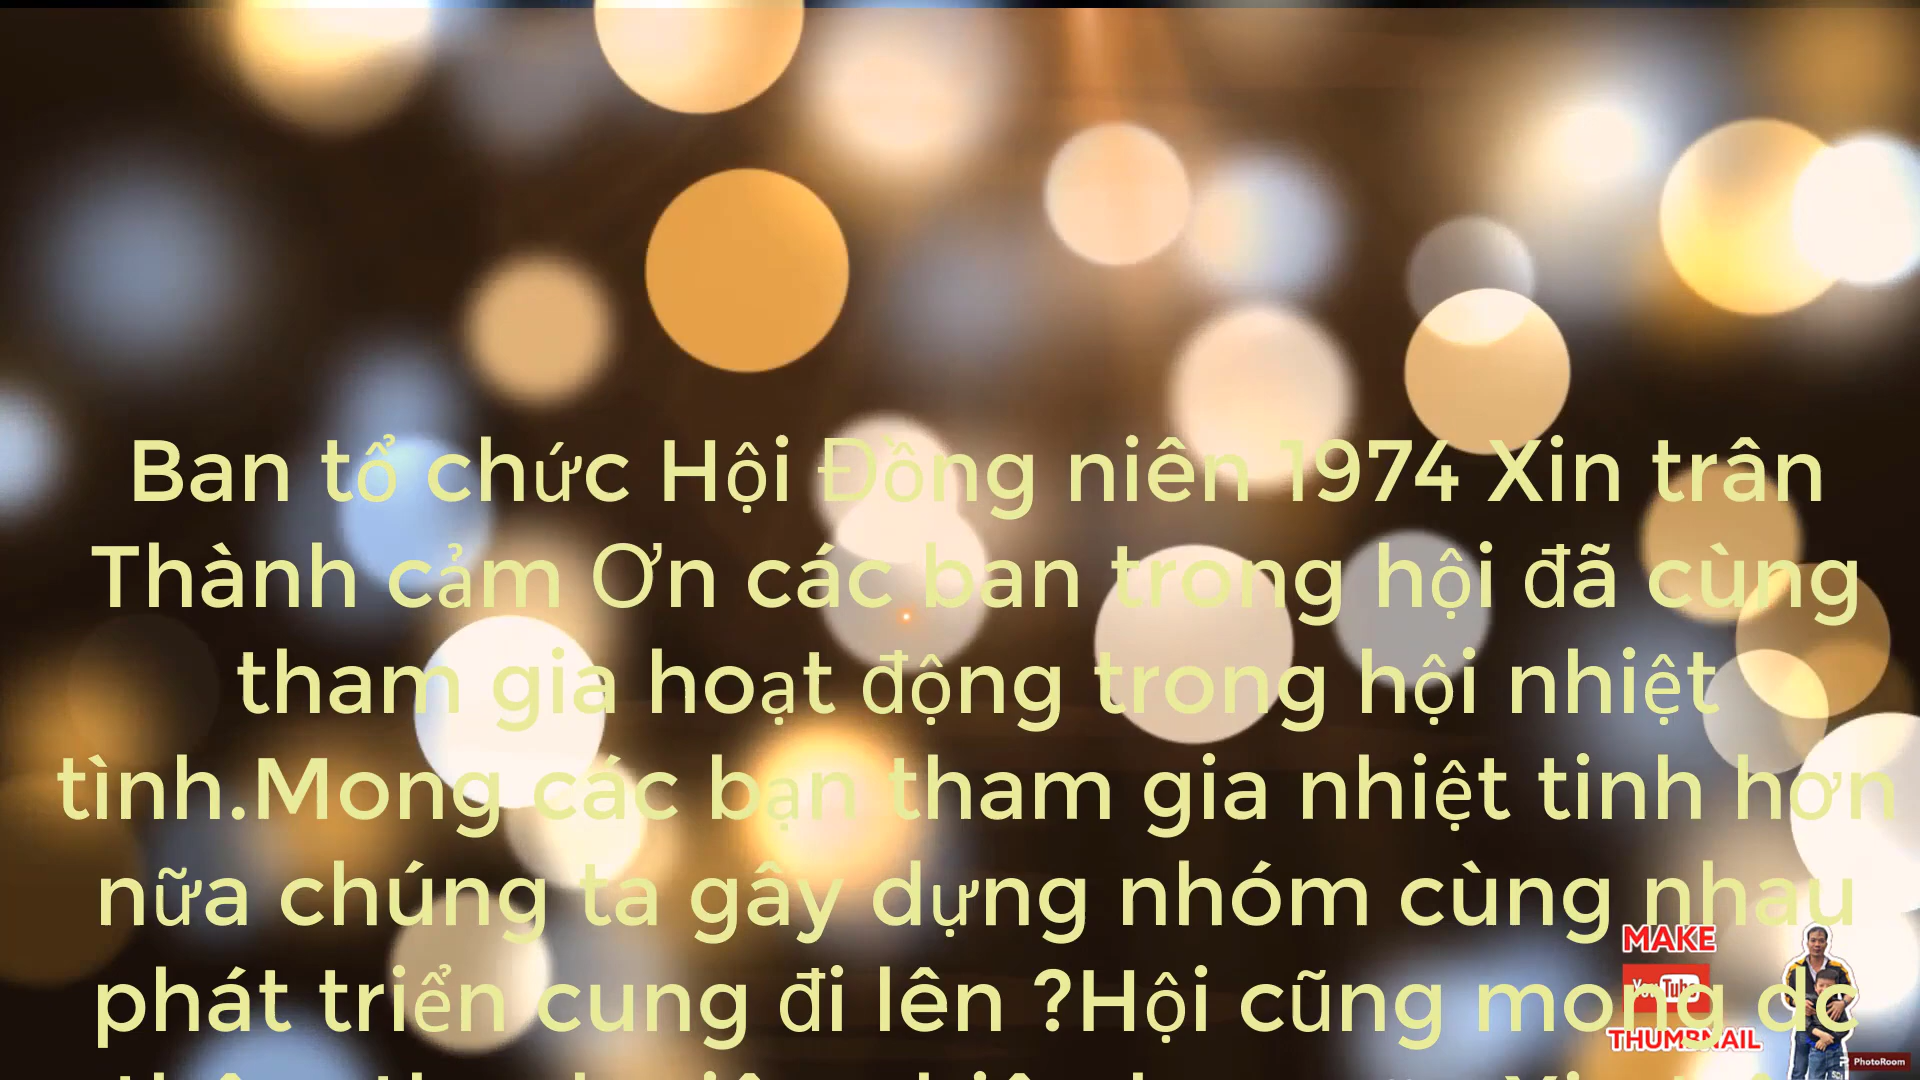 Ban tổ chức Hội Đồng niên 1974 Xin trân
Thành cảm Ơn các ban trong hội đã cùng
tham gia hoạt động trong hội nhiệt
tình.Mong các bạn tham gia nhiệt tinh hơn
nữa chúng ta gây dựng nhóm cùng nhau
phát triển cung đi lên ?Hội cũng mong dc
MAKE
YouTube
THUMBNAIL
PhotoRoom